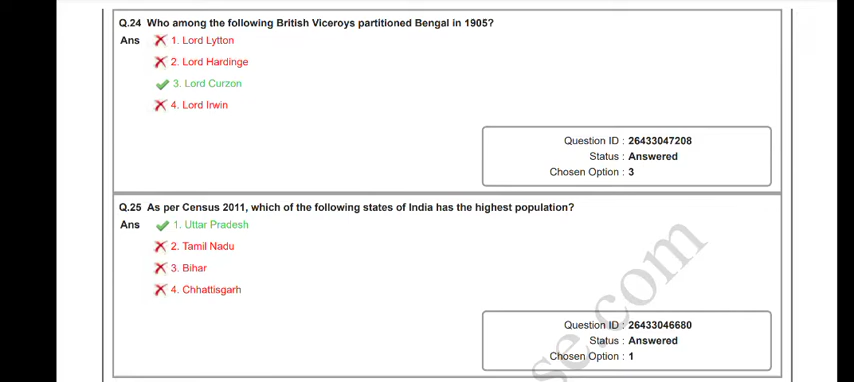 Q.24 Who among the following British Viceroys partitioned Bengal in 1905?
Ans 1. Lord Lytton
2. Lord Hardinge
3. Lord Curzon
4. Lord Irwin
Question ID : 26433047208
Status : Answered
Chosen Option : 3
Q.25 As per Census 2011, which of the following states of India has the highest population?
Ans 1. Uttar Pradesh
2. Tamil Nadu
3. Bihar
4. Chhattisgarh
Question ID : 26433046680
Status : Answered
Chosen Option : 1
se.com